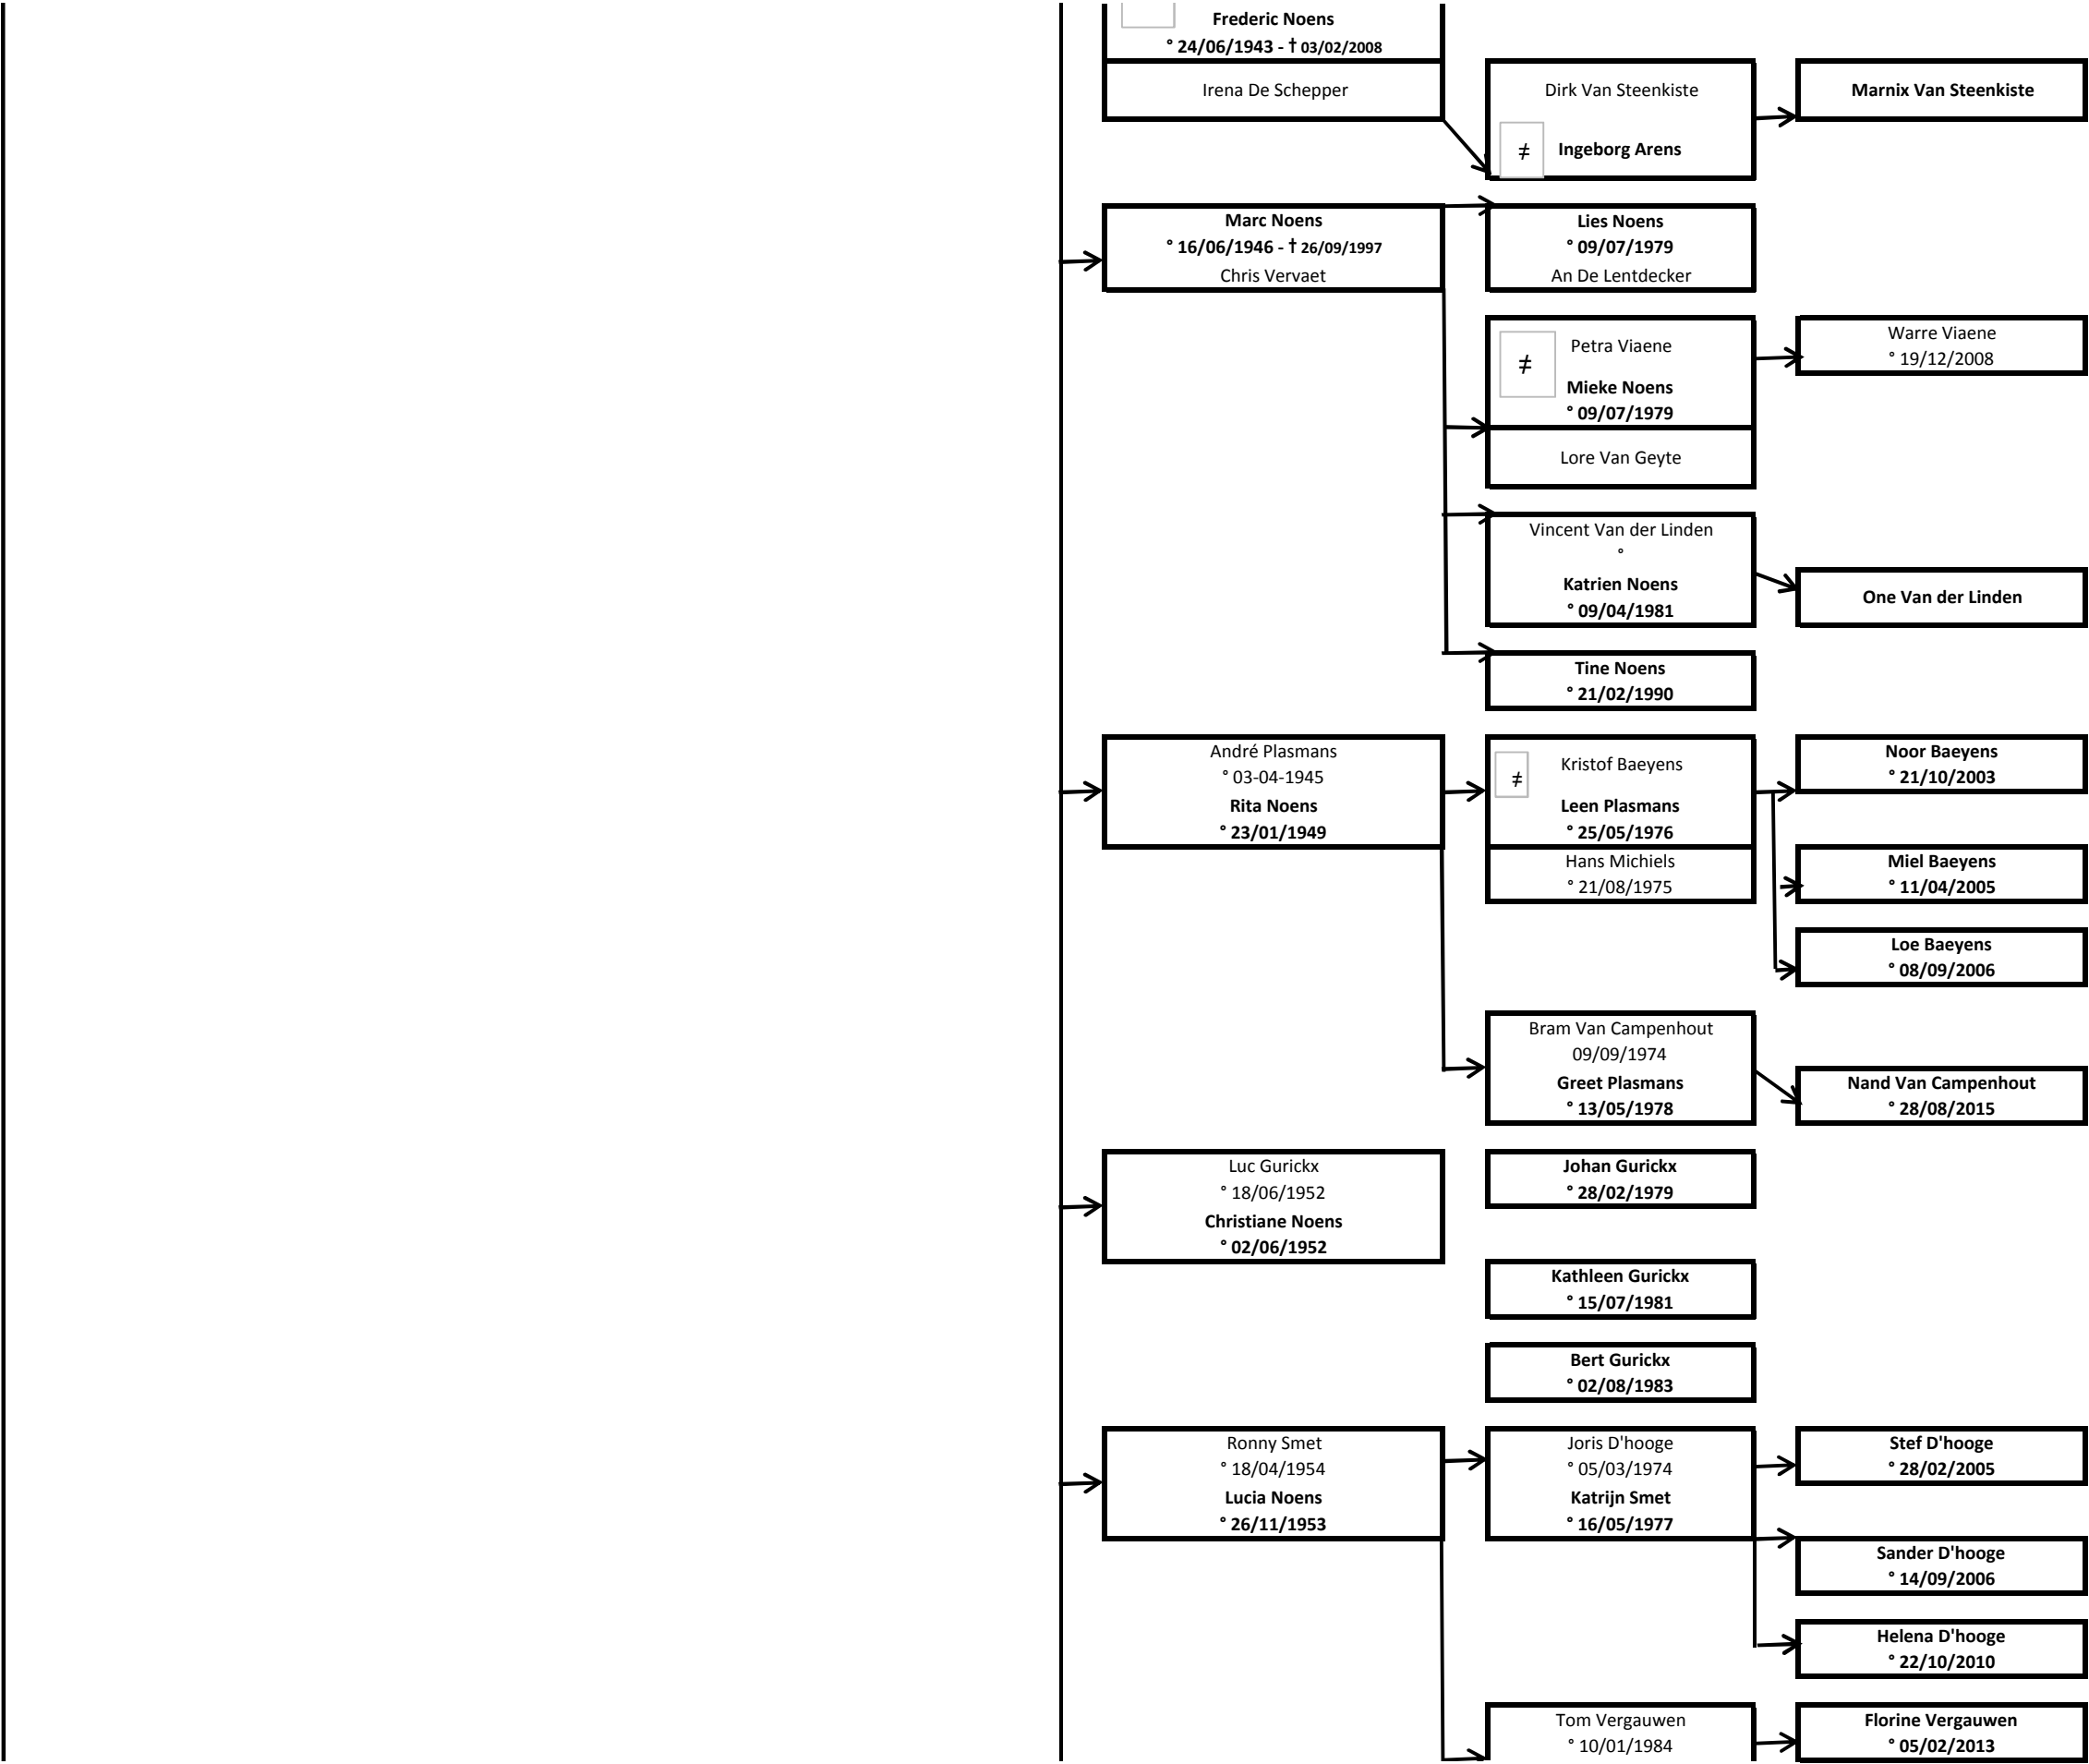 Frederic Noens
° 24/06/1943 - † 03/02/2008
Irena De Schepper
Dirk Van Steenkiste
≠
Ingeborg Arens
Marnix Van Steenkiste
Marc Noens
° 16/06/1946 - † 26/09/1997
Chris Vervaet
Lies Noens
° 09/07/1979
An De Lentdecker
Petra Viaene
≠
Mieke Noens
° 09/07/1979
Lore Van Geyte
Warre Viaene
° 19/12/2008
Vincent Van der Linden
°
Katrien Noens
° 09/04/1981
One Van der Linden
Tine Noens
° 21/02/1990
André Plasmans
° 03-04-1945
Rita Noens
° 23/01/1949
Kristof Baeyens
≠
Leen Plasmans
° 25/05/1976
Hans Michiels
° 21/08/1975
Noor Baeyens
° 21/10/2003
Miel Baeyens
° 11/04/2005
Loe Baeyens
° 08/09/2006
Bram Van Campenhout
09/09/1974
Greet Plasmans
° 13/05/1978
Nand Van Campenhout
° 28/08/2015
Luc Gurickx
° 18/06/1952
Christiane Noens
° 02/06/1952
Johan Gurickx
° 28/02/1979
Kathleen Gurickx
° 15/07/1981
Bert Gurickx
° 02/08/1983
Ronny Smet
° 18/04/1954
Lucia Noens
° 26/11/1953
Joris D'hooge
° 05/03/1974
Katrijn Smet
° 16/05/1977
Stef D'hooge
° 28/02/2005
Sander D'hooge
° 14/09/2006
Helena D'hooge
° 22/10/2010
Tom Vergauwen
° 10/01/1984
Florine Vergauwen
° 05/02/2013